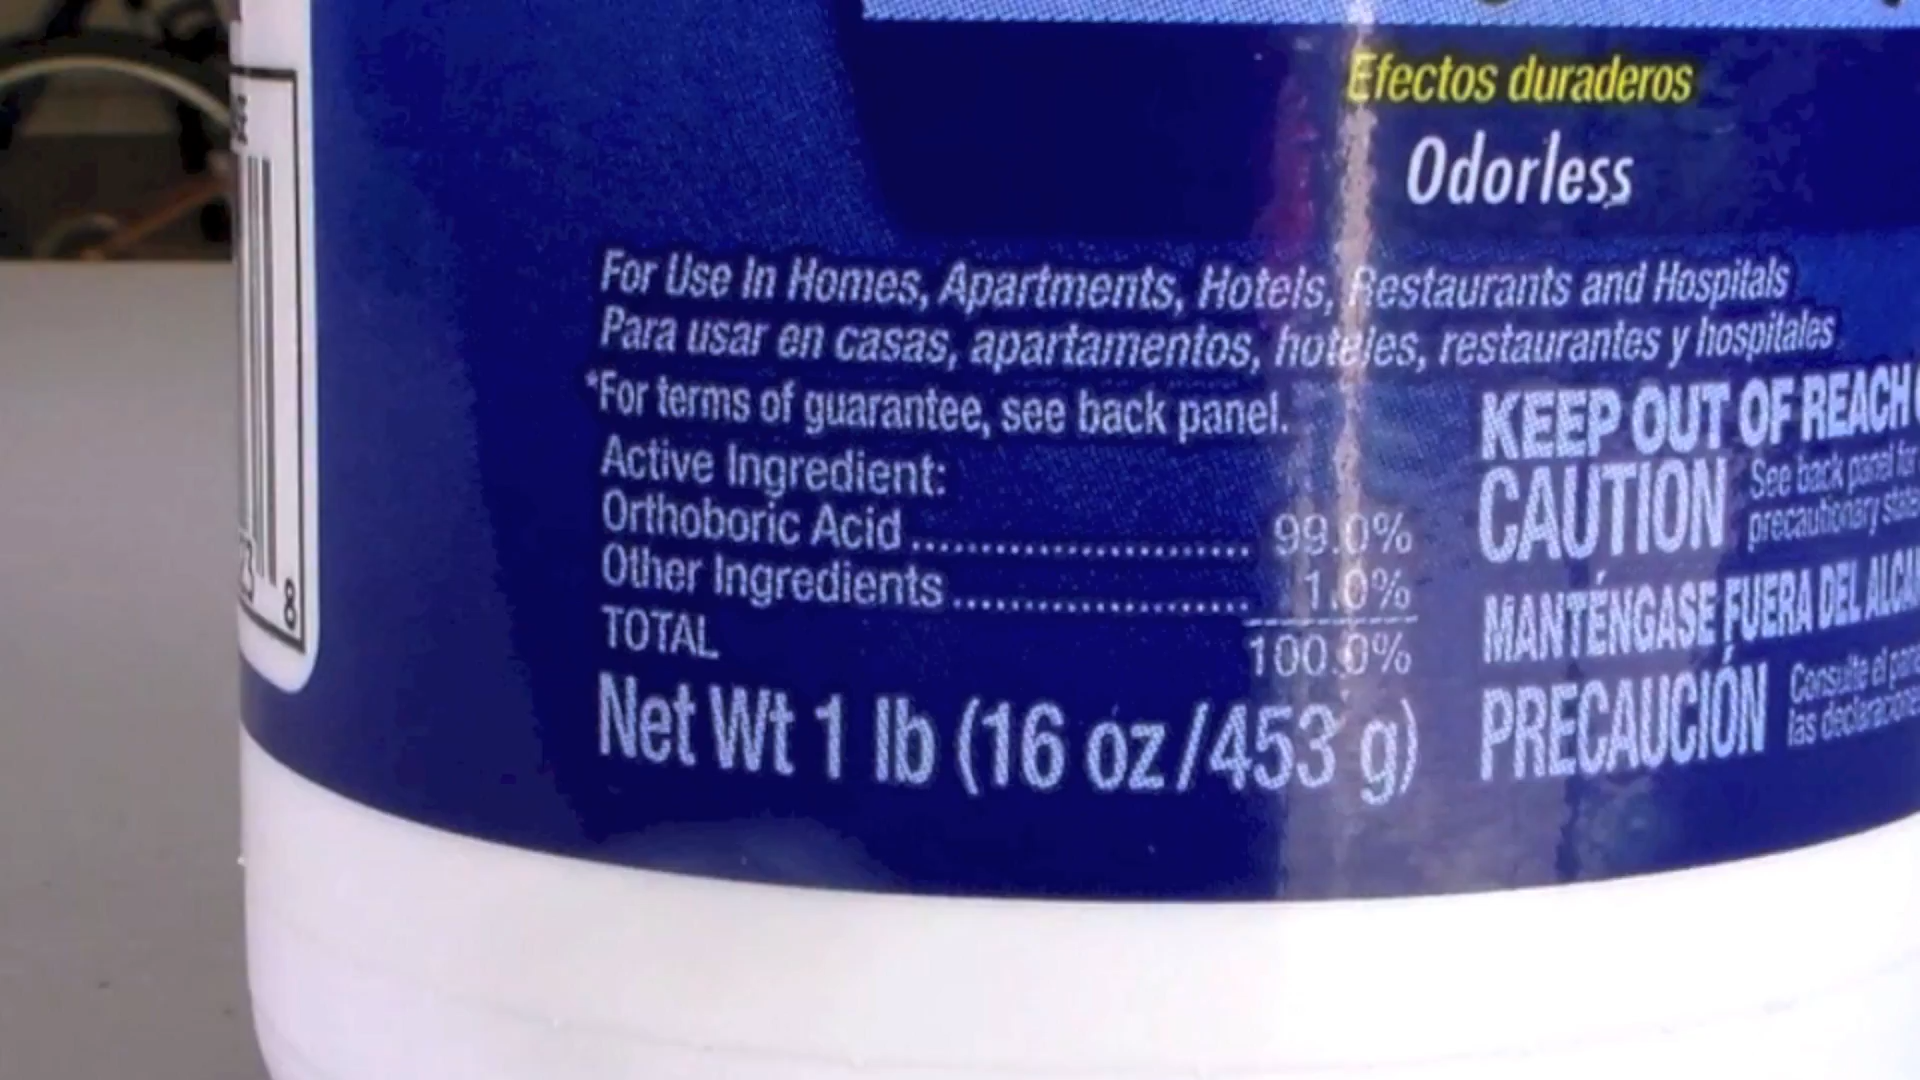 Efectos duraderos
Odorless
For Use In Homes, Apartments, Hotels, Restaurants and Hospitals
Para usar en casas, apartamentos, hoteles, restaurantes y hospitales
*For terms of guarantee, see back panel.
Active Ingredient:
Orthoboric Acid........................ 99.0%
Other Ingredients..................... 1.0%
TOTAL 100.0%
Net Wt 1 lb (16 oz/453 g)
KEEP OUT OF REACH
CAUTION
See back panel for
precautionary
MANTÉNGASE FUERA DEL
PRECAUCIÓN
Consulte el
las
8